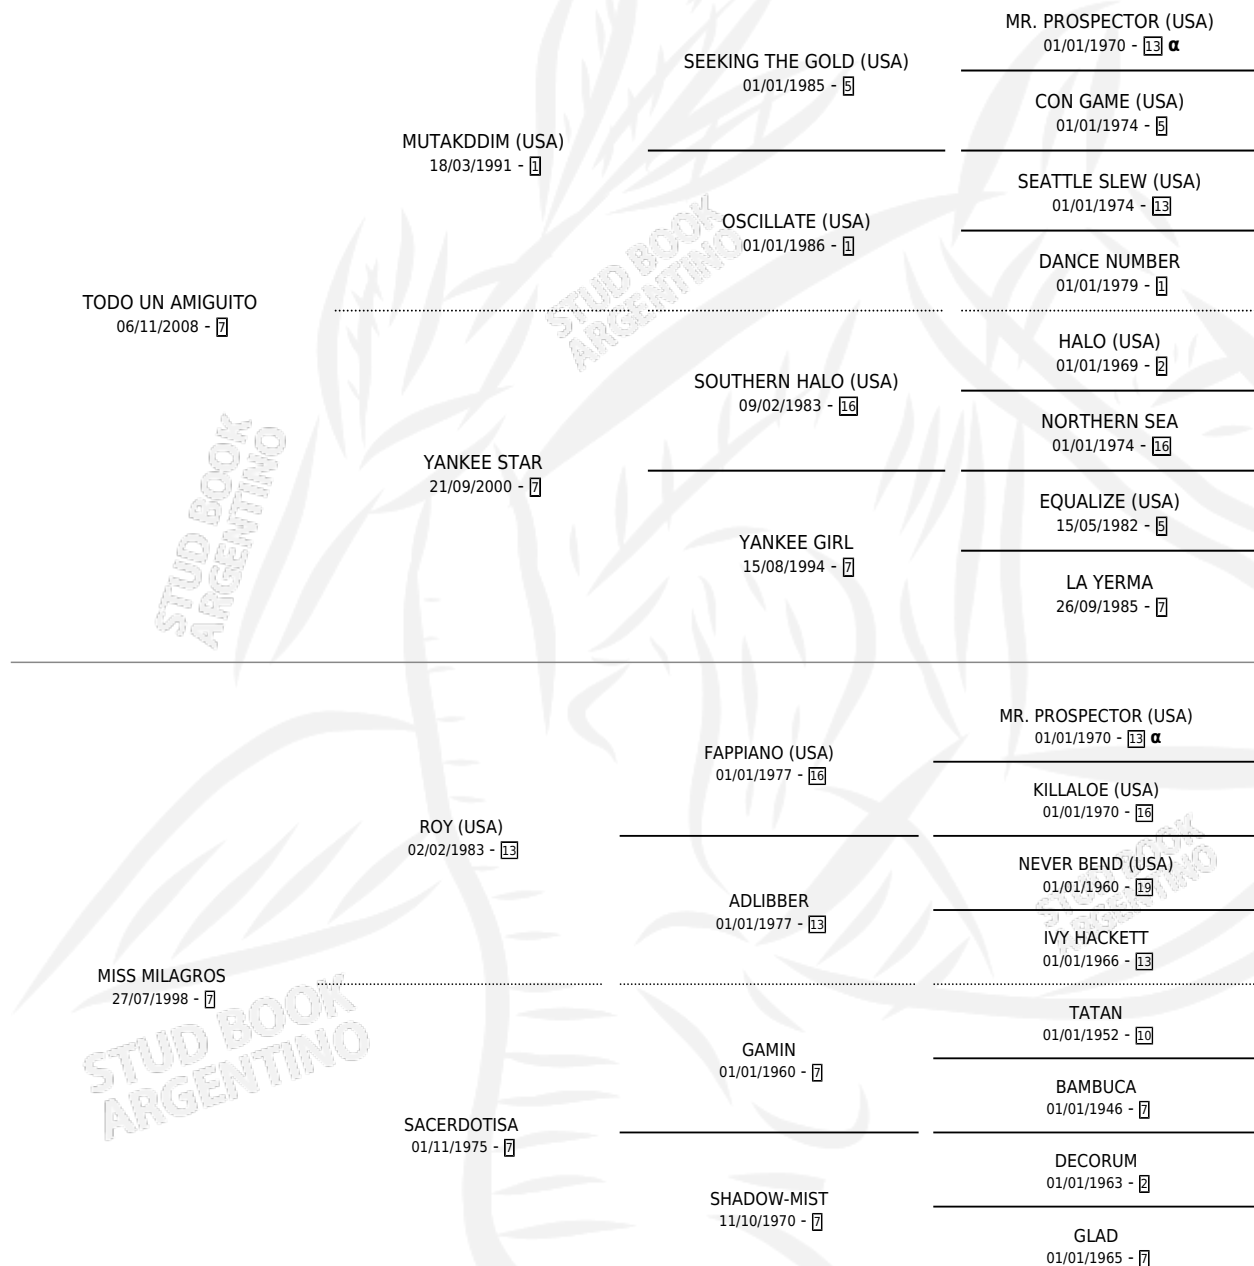 MR. PROSPECTOR (USA)
01/01/1970 - 13 α
SEEKING THE GOLD (USA)
01/01/1985 - 5
CON GAME (USA)
01/01/1974 - 5
MUTAKDDIM (USA)
18/03/1991 - 1
SEATTLE SLEW (USA)
01/01/1974 - 13
OSCILLATE (USA)
01/01/1986 - 1
DANCE NUMBER
01/01/1979 - 1
TODO UN AMIGUITO
06/11/2008 - 7
HALO (USA)
01/01/1969 - 2
SOUTHERN HALO (USA)
09/02/1983 - 16
NORTHERN SEA
01/01/1974 - 16
YANKEE STAR
21/09/2000 - 7
EQUALIZE (USA)
15/05/1982 - 5
YANKEE GIRL
15/08/1994 - 7
LA YERMA
26/09/1985 - 7
MR. PROSPECTOR (USA)
01/01/1970 - 13 α
FAPPIANO (USA)
01/01/1977 - 16
KILLALOE (USA)
01/01/1970 - 16
ROY (USA)
02/02/1983 - 13
NEVER BEND (USA)
01/01/1960 - 19
ADLIBBER
01/01/1977 - 13
IVY HACKETT
01/01/1966 - 13
MISS MILAGROS
27/07/1998 - 7
TATAN
01/01/1952 - 10
GAMIN
01/01/1960 - 7
BAMBUCA
01/01/1946 - 7
SACERDOTISA
01/11/1975 - 7
DECORUM
01/01/1963 - 2
SHADOW-MIST
11/10/1970 - 7
GLAD
01/01/1965 - 7
STUD BOOK
ARGENTINO
STUD BOOK
ARGENTINO
STUD BOOK
ARGENTINO
STUD BOOK
ARGENTINO